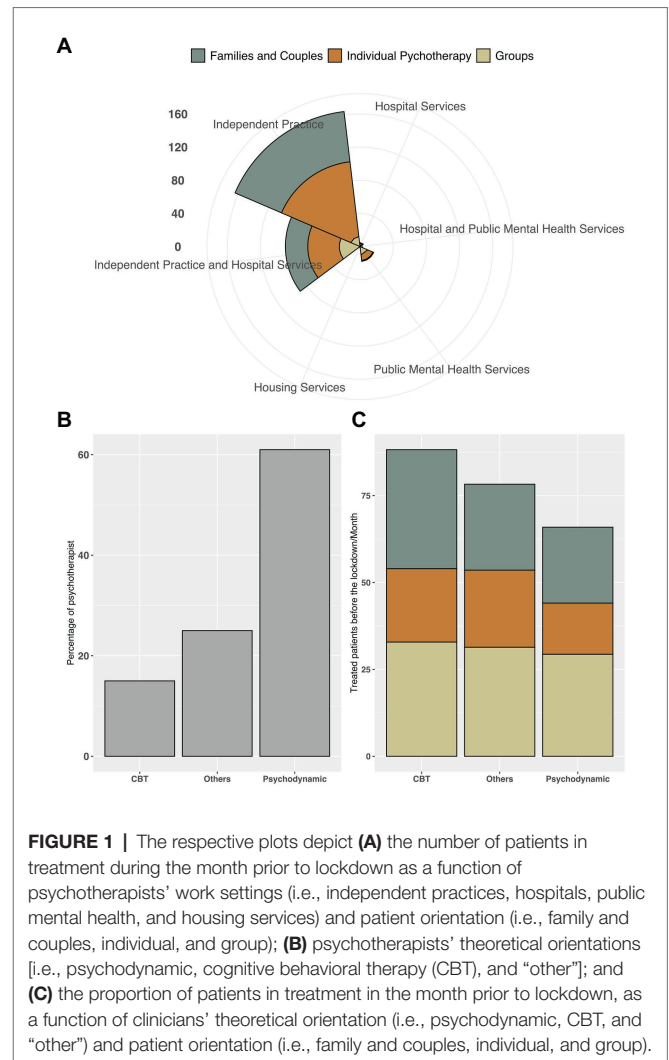 A
Families and Couples Individual Pychotherapy Groups
Hospital Services
160
Independent Practice
120
80
Hospital and Public Mental Health Services
40
0
Independent Practice and Hospital Services
Public Mental Health Services
Housing Services
B
Percentage of psychotherapist
60
40
20
0
CBT Others Psychodynamic
C
Treated patients before the lockdown/Month
75
50
25
0
CBT Others Psychodynamic
FIGURE 1 | The respective plots depict (A) the number of patients in
treatment during the month prior to lockdown as a function of
psychotherapists' work settings (i.e., independent practices, hospitals, public
mental health, and housing services) and patient orientation (i.e., family and
couples, individual, and group); (B) psychotherapists' theoretical orientations
[i.e., psychodynamic, cognitive behavioral therapy (CBT), and "other"]; and
(C) the proportion of patients in treatment in the month prior to lockdown, as
a function of clinicians' theoretical orientation (i.e., psychodynamic, CBT, and
"other") and patient orientation (i.e., family and couples, individual, and group).